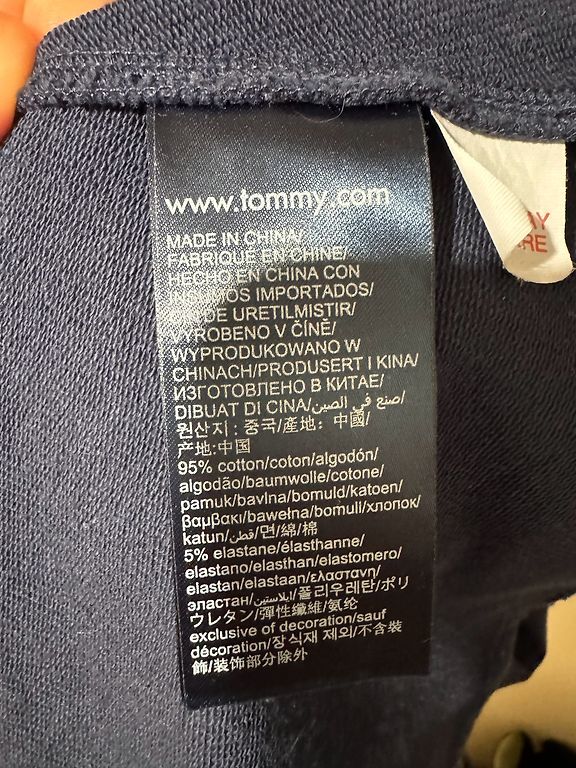 www.tommy.com
MADE IN CHINA/
FABRIQUE EN CHINE/
HECHO EN CHINA CON
IMPORTADOS/
DE URETILMISTIR/
VYROBENO V ČÍNĚ/
WYPRODUKOWANO W
CHINACH/PRODUSERT I KINA/
ИЗГОТОВЛЕНО В КИТАЕ/
DIBUAT DI CINA/صنع في الصين/
원산지: 중국/產地: 中國/
产地:中国
95% cotton/coton/algodón/
algodão/baumwolle/cotone/
pamuk/bavlna/bomuld/katoen/
βαμβακι/bawełna/bomull/хлопок/
katun/قطن/면/綿/棉
5% elastane/élasthanne/
elastano/elasthan/elastomero/
elastan/elastaan/ελαστανη/
эластан/ايلاستين/폴리우레탄/ポリ
ウレタン/彈性纖維/氨纶
exclusive of decoration/sauf
décoration/장식재 제외/不含裝
飾/装饰部分除外